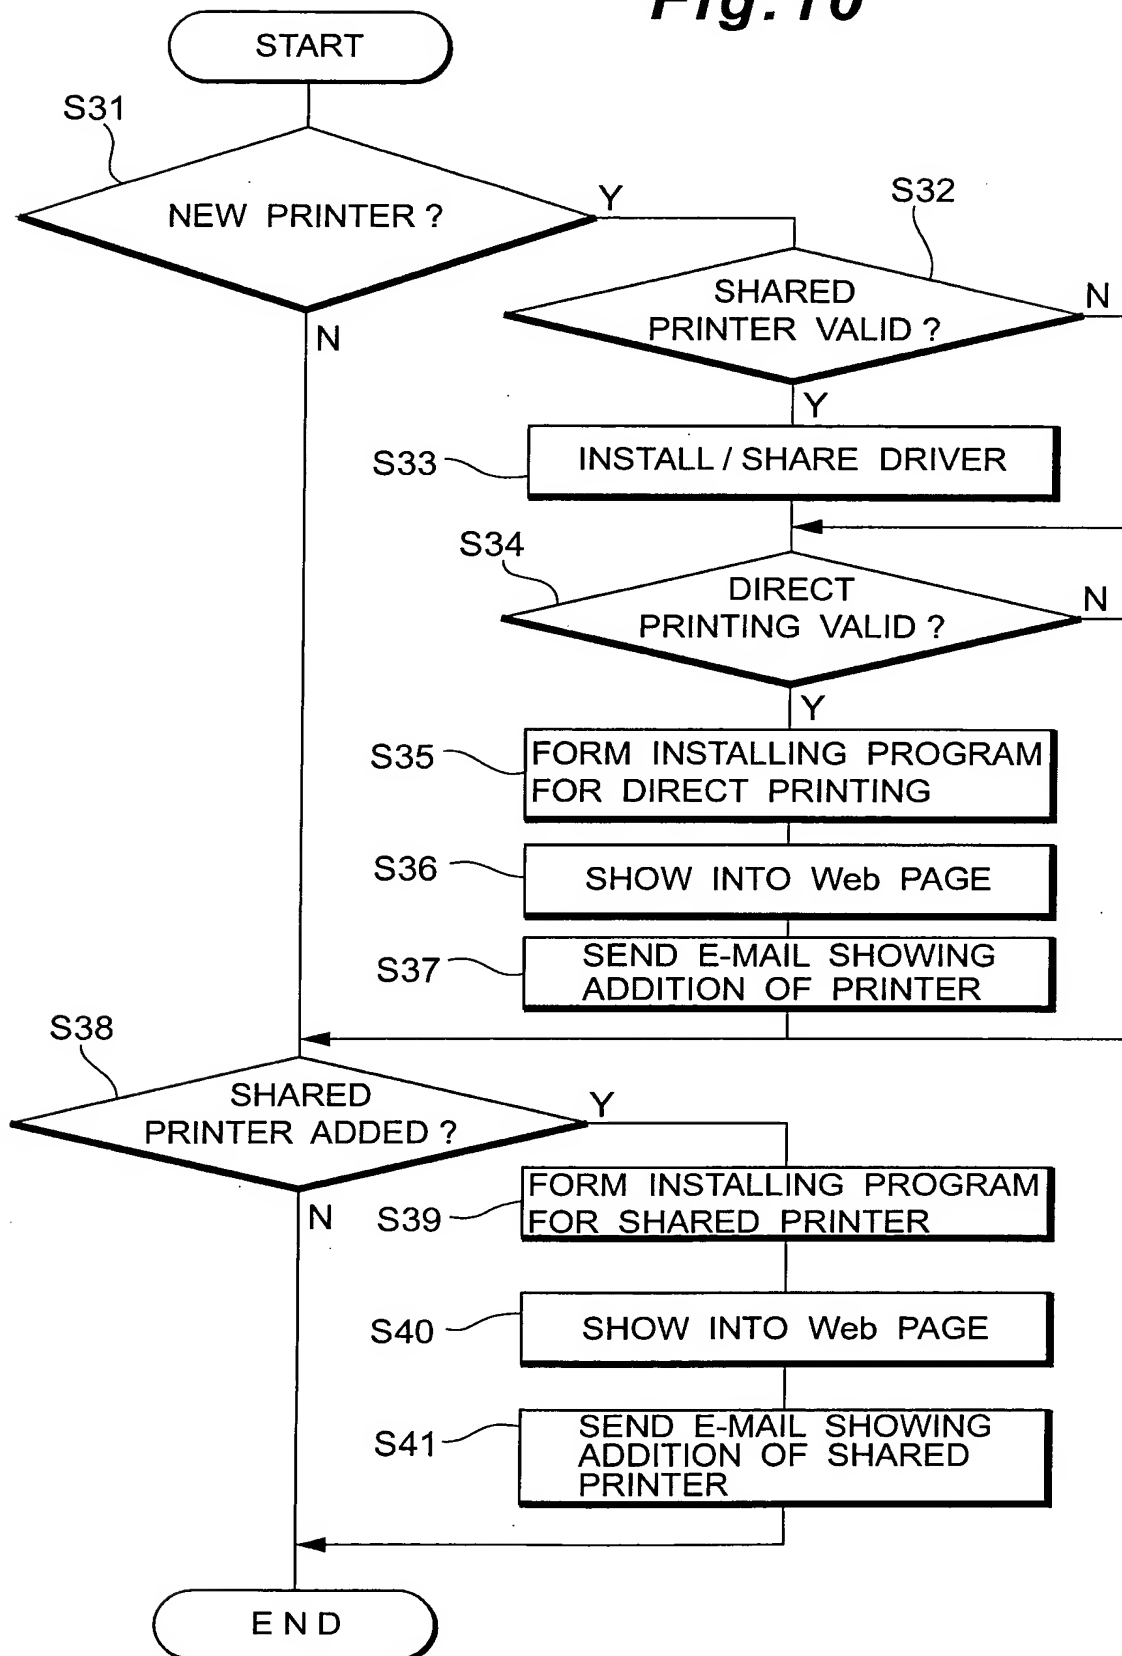 Fig. 10
START
S31
NEW PRINTER ?
Y
N
S32
SHARED
PRINTER VALID ?
N
Y
S33
INSTALL / SHARE DRIVER
S34
DIRECT
PRINTING VALID ?
N
Y
S35
FORM INSTALLING PROGRAM
FOR DIRECT PRINTING
S36
SHOW INTO Web PAGE
S37
SEND E-MAIL SHOWING
ADDITION OF PRINTER
S38
SHARED
PRINTER ADDED ?
Y
N
S39
FORM INSTALLING PROGRAM
FOR SHARED PRINTER
S40
SHOW INTO Web PAGE
S41
SEND E-MAIL SHOWING
ADDITION OF SHARED
PRINTER
END